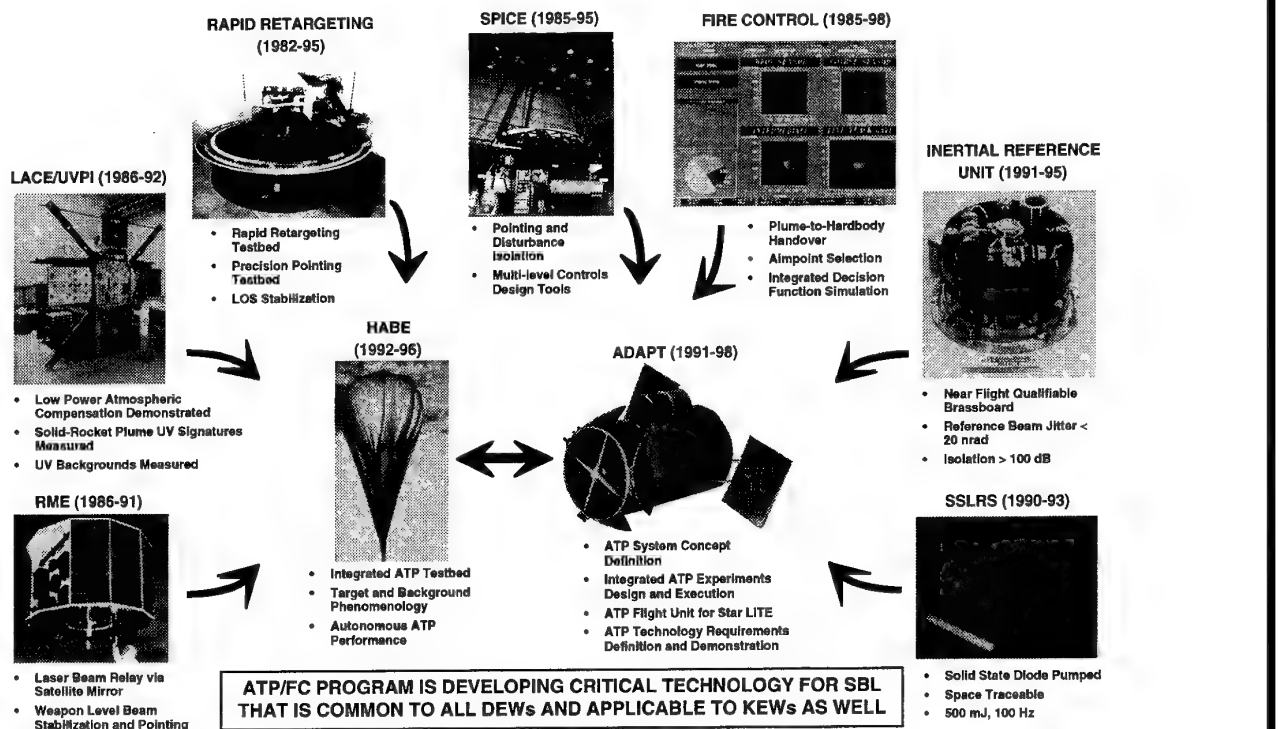 RAPID RETARGETING
(1982-95)
• Rapid Retargeting
Testbed
• Precision Pointing
Testbed
• LOS Stabilization
SPICE (1985-95)
• Pointing and
Disturbance
Isolation
• Multi-level Controls
Design Tools
FIRE CONTROL (1985-98)
• Plume-to-Hardbody
Handover
• Aimpoint Selection
• Integrated Decision
Function Simulation
LACE/UVPI (1986-92)
• Low Power Atmospheric
Compensation Demonstrated
• Solid-Rocket Plume UV Signatures
Measured
• UV Backgrounds Measured
HABE
(1992-96)
• Integrated ATP Testbed
• Target and Background
Phenomenology
• Autonomous ATP
Performance
ADAPT (1991-98)
• ATP System Concept
Definition
• Integrated ATP Experiments
Design and Execution
• ATP Flight Unit for Star LITE
• ATP Technology Requirements
Definition and Demonstration
INERTIAL REFERENCE
UNIT (1991-95)
• Near Flight Qualifiable
Brassboard
• Reference Beam Jitter <
20 nrad
• Isolation > 100 dB
RME (1986-91)
• Laser Beam Relay via
Satellite Mirror
• Weapon Level Beam
Stabilization and Pointing
SSLRS (1990-93)
• Solid State Diode Pumped
• Space Traceable
• 500 mJ, 100 Hz
ATP/FC PROGRAM IS DEVELOPING CRITICAL TECHNOLOGY FOR SBL
THAT IS COMMON TO ALL DEWs AND APPLICABLE TO KEWs AS WELL